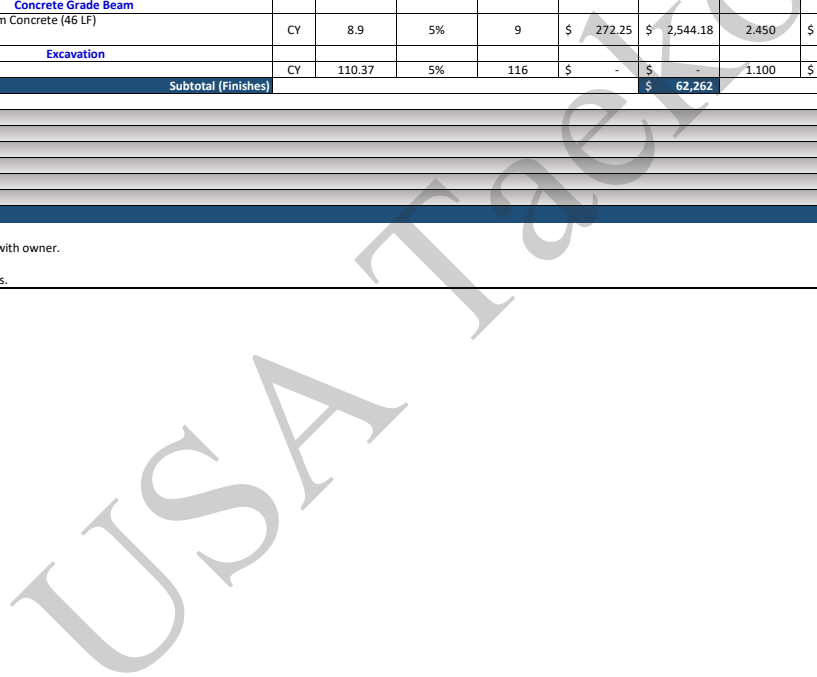 Concrete Grade Beam
m Concrete (46 LF) CY 8.9 5% 9 $ 272.25 $ 2,544.18 2.450 $
Excavation
CY 110.37 5% 116 $ - $ - 1.100 $
Subtotal (Finishes) $ 62,262
with owner.
s.
USA Taeko